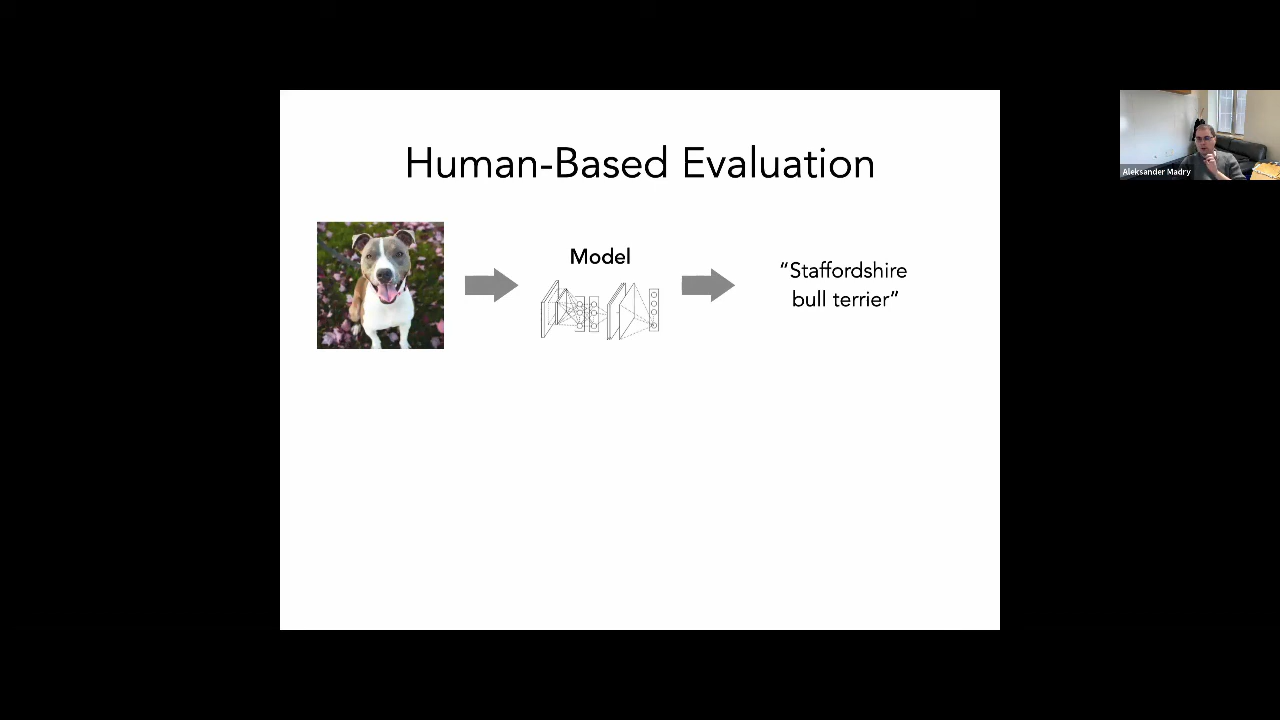 Human-Based Evaluation
Model
“Staffordshire
bull terrier”
Aleksander Madry